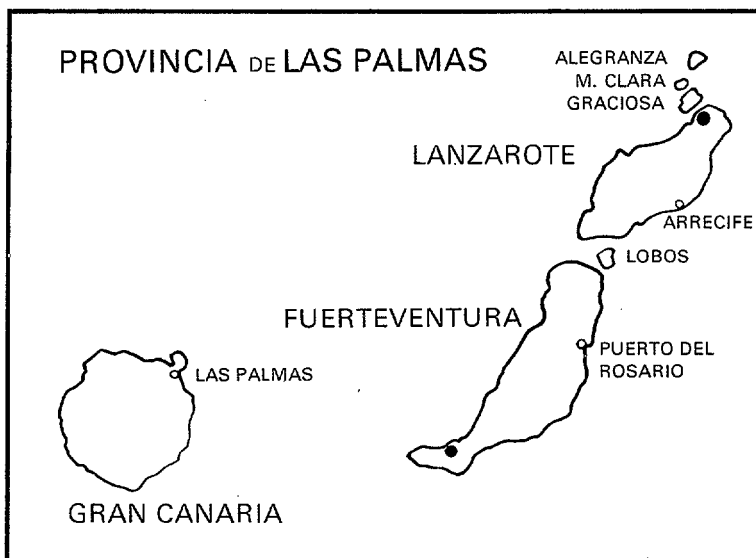 PROVINCIA DE LAS PALMAS
ALEGRANZA
M. CLARA
GRACIOSA
LANZAROTE
ARRECIFE
LOBOS
FUERTEVENTURA
PUERTO DEL
ROSARIO
LAS PALMAS
GRAN CANARIA